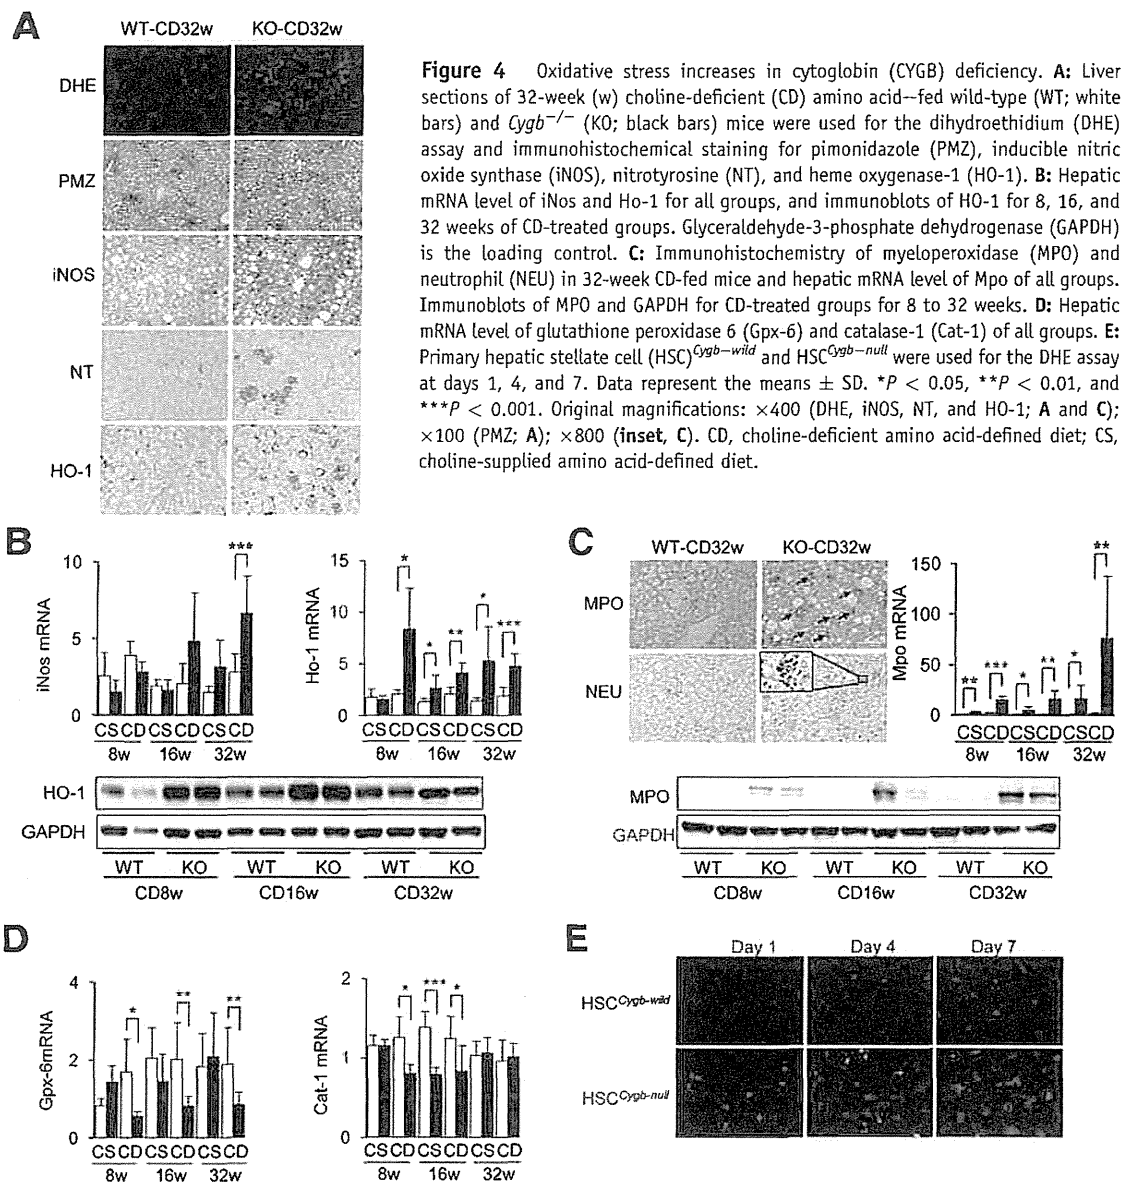 A
WT-CD32w KO-CD32w
DHE
PMZ
iNOS
NT
HO-1
Figure 4 Oxidative stress increases in cytoglobin (CYGB) deficiency. A: Liver
sections of 32-week (w) choline-deficient (CD) amino acid–fed wild-type (WT; white
bars) and Cygb−/− (KO; black bars) mice were used for the dihydroethidium (DHE)
assay and immunohistochemical staining for pimonidazole (PMZ), inducible nitric
oxide synthase (iNOS), nitrotyrosine (NT), and heme oxygenase-1 (HO-1). B: Hepatic
mRNA level of iNos and Ho-1 for all groups, and immunoblots of HO-1 for 8, 16, and
32 weeks of CD-treated groups. Glyceraldehyde-3-phosphate dehydrogenase (GAPDH)
is the loading control. C: Immunohistochemistry of myeloperoxidase (MPO) and
neutrophil (NEU) in 32-week CD-fed mice and hepatic mRNA level of Mpo of all groups.
Immunoblots of MPO and GAPDH for CD-treated groups for 8 to 32 weeks. D: Hepatic
mRNA level of glutathione peroxidase 6 (Gpx-6) and catalase-1 (Cat-1) of all groups. E:
Primary hepatic stellate cell (HSC)Cygb−wild and HSCCygb−null were used for the DHE assay
at days 1, 4, and 7. Data represent the means ± SD. *P < 0.05, **P < 0.01, and
***P < 0.001. Original magnifications: ×400 (DHE, iNOS, NT, and HO-1; A and C);
×100 (PMZ; A); ×800 (inset, C). CD, choline-deficient amino acid-defined diet; CS,
choline-supplied amino acid-defined diet.
B
iNos mRNA
10
5
0
***
CS CD CS CD CS CD
8w 16w 32w
Ho-1 mRNA
15
10
5
0
* * ** * ***
CS CD CS CD CS CD
8w 16w 32w
HO-1
GAPDH
WT KO WT KO WT KO
CD8w CD16w CD32w
C
WT-CD32w KO-CD32w
MPO
NEU
Mpo mRNA
150
100
50
0
** *** * ** * **
CS CD CS CD CS CD
8w 16w 32w
MPO
GAPDH
WT KO WT KO WT KO
CD8w CD16w CD32w
D
Gpx-6mRNA
4
2
0
* ** **
CS CD CS CD CS CD
8w 16w 32w
Cat-1 mRNA
2
1
0
* *** *
CS CD CS CD CS CD
8w 16w 32w
E
Day 1 Day 4 Day 7
HSCCygb-wild
HSCCygb-null